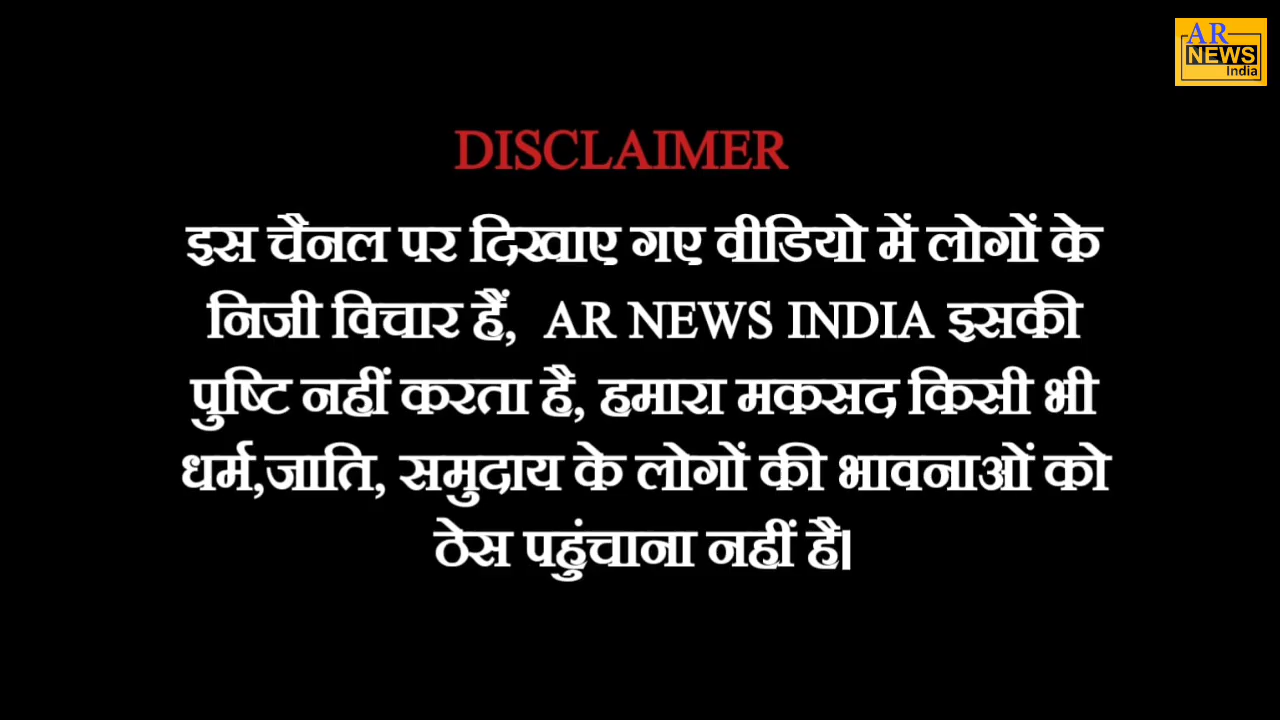 AR
NEWS
India
DISCLAIMER
इस चैनल पर दिखाए गए वीडियो में लोगों के
निजी विचार हैं, AR NEWS INDIA इसकी
पुष्टि नहीं करता है, हमारा मकसद किसी भी
धर्म,जाति, समुदाय के लोगों की भावनाओं को
ठेस पहुंचाना नहीं है।